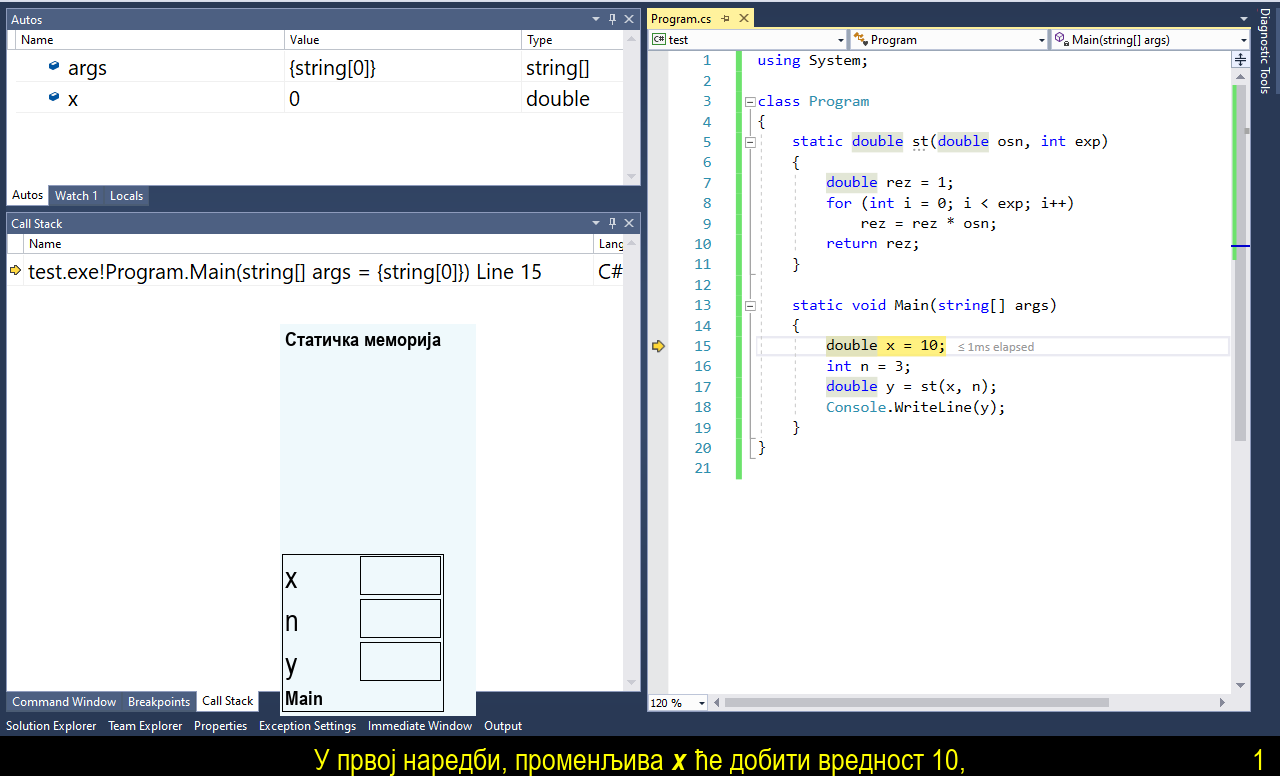 Autos
Name Value Type
args {string[0]} string[]
x 0 double
Autos Watch 1 Locals
Call Stack
Name Lang
test.exe!Program.Main(string[] args = {string[0]}) Line 15 C#
Статичка меморија
x
n
y
Main
Command Window Breakpoints Call Stack
Solution Explorer Team Explorer Properties Exception Settings Immediate Window Output
Program.cs
C# test Program Main(string[] args)
1 using System;
2
3 class Program
4 {
5 static double st(double osn, int exp)
6 {
7 double rez = 1;
8 for (int i = 0; i < exp; i++)
9 rez = rez * osn;
10 return rez;
11 }
12
13 static void Main(string[] args)
14 {
15 double x = 10; ≤ 1ms elapsed
16 int n = 3;
17 double y = st(x, n);
18 Console.WriteLine(y);
19 }
20 }
21
120 %
Diagnostic Tools
У првој наредби, променљива x ће добити вредност 10, 1